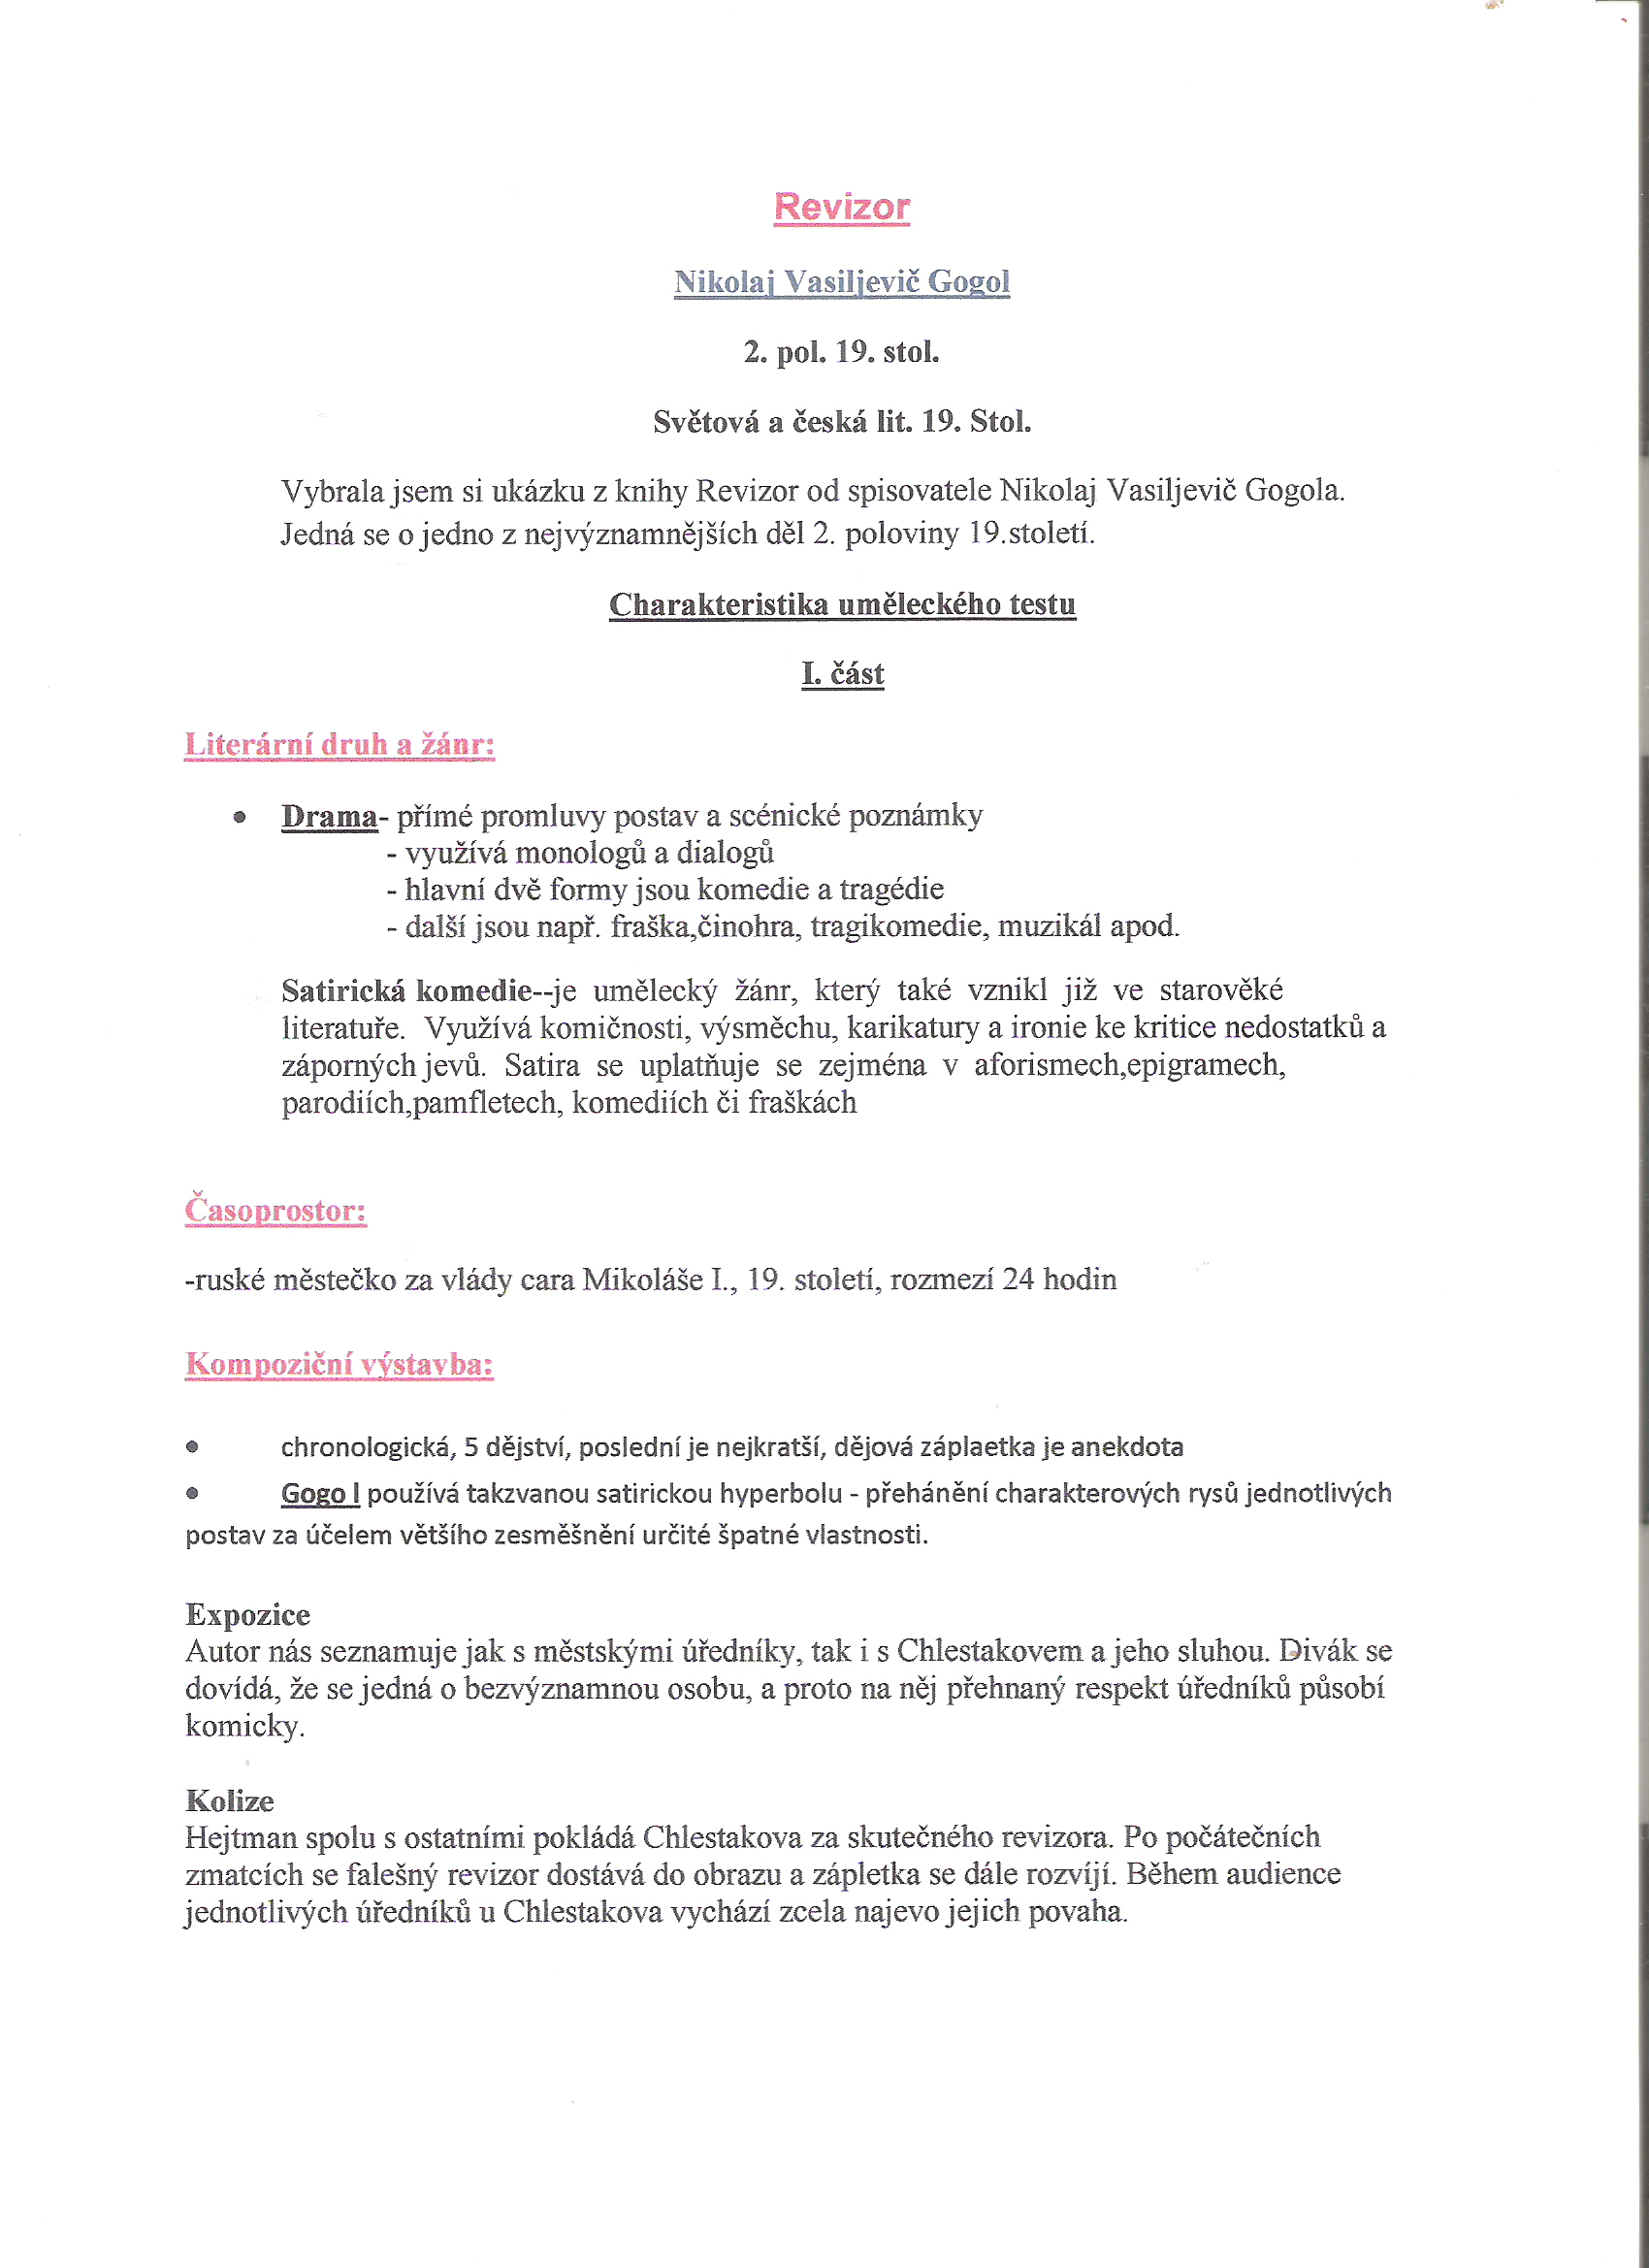 Revizor
Nikolaj Vasiljevič Gogol
2. pol. 19. stol.
Světová a česká lit. 19. Stol.
Vybrala jsem si ukázku z knihy Revizor od spisovatele Nikolaj Vasiljevič Gogola.
Jedná se o jedno z nejvýznamnějších děl 2. poloviny 19.století.
Charakteristika uměleckého testu
I. část
Literární druh a žánr:
• Drama- přímé promluvy postav a scénické poznámky
- využívá monologů a dialogů
- hlavní dvě formy jsou komedie a tragédie
- další jsou např. fraška,činohra, tragikomedie, muzikál apod.
Satirická komedie--je umělecký žánr, který také vznikl již ve starověké
literatuře. Využívá komičnosti, výsměchu, karikatury a ironie ke kritice nedostatků a
záporných jevů. Satira se uplatňuje se zejména v aforismech,epigramech,
parodiích,pamfletech, komediích či fraškách
Časoprostor:
-ruské městečko za vlády cara Mikoláše I., 19. století, rozmezí 24 hodin
Kompoziční výstavba:
• chronologická, 5 dějství, poslední je nejkratší, dějová záplaetka je anekdota
• Gogo l používá takzvanou satirickou hyperbolu - přehánění charakterových rysů jednotlivých
postav za účelem většího zesměšnění určité špatné vlastnosti.
Expozice
Autor nás seznamuje jak s městskými úředníky, tak i s Chlestakovem a jeho sluhou. Divák se
dovídá, že se jedná o bezvýznamnou osobu, a proto na něj přehnaný respekt úředníků působí
komicky.
Kolize
Hejtman spolu s ostatními pokládá Chlestakova za skutečného revizora. Po počátečních
zmatcích se falešný revizor dostává do obrazu a zápletka se dále rozvíjí. Během audience
jednotlivých úředníků u Chlestakova vychází zcela najevo jejich povaha.